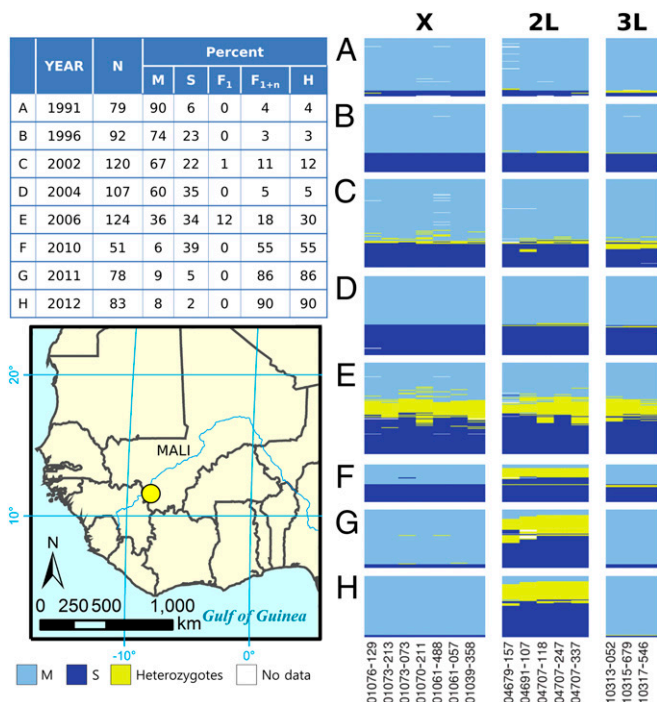 YEAR N Percent
M S F1 F1+n H
A 1991 79 90 6 0 4 4
B 1996 92 74 23 0 3 3
C 2002 120 67 22 1 11 12
D 2004 107 60 35 0 5 5
E 2006 124 36 34 12 18 30
F 2010 51 6 39 0 55 55
G 2011 78 9 5 0 86 86
H 2012 83 8 2 0 90 90
20°
MALI
10°
N
0 250 500 1,000
km
Gulf of Guinea
-10°
0°
M S Heterozygotes No data
X 2L 3L
A
B
C
D
E
F
G
H
01076-129
01073-213
01073-073
01070-211
01061-488
01061-057
01039-358
04679-157
04691-107
04707-118
04707-247
04707-337
10313-052
10315-679
10317-546